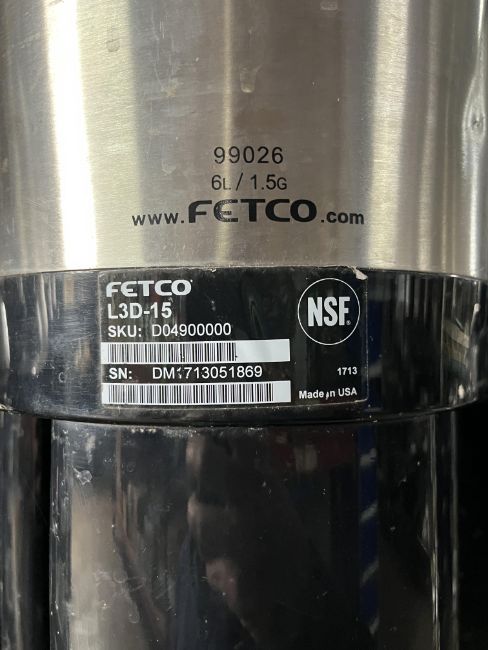 99026
6L / 1.5G
www.FETCO.com
FETCO
L3D-15
SKU: D04900000
NSF
SN: DM1713051869
1713
Made in USA